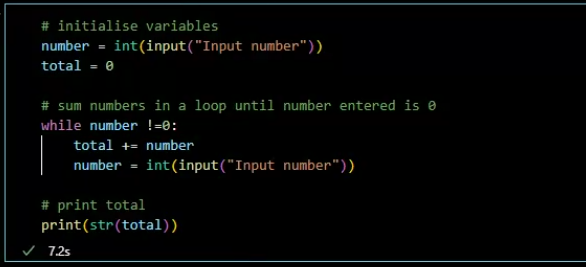 # initialise variables
number = int(input("Input number"))
total = 0
# sum numbers in a loop until number entered is 0
while number !=0:
    total += number
    number = int(input("Input number"))
# print total
print(str(total))
7.2s